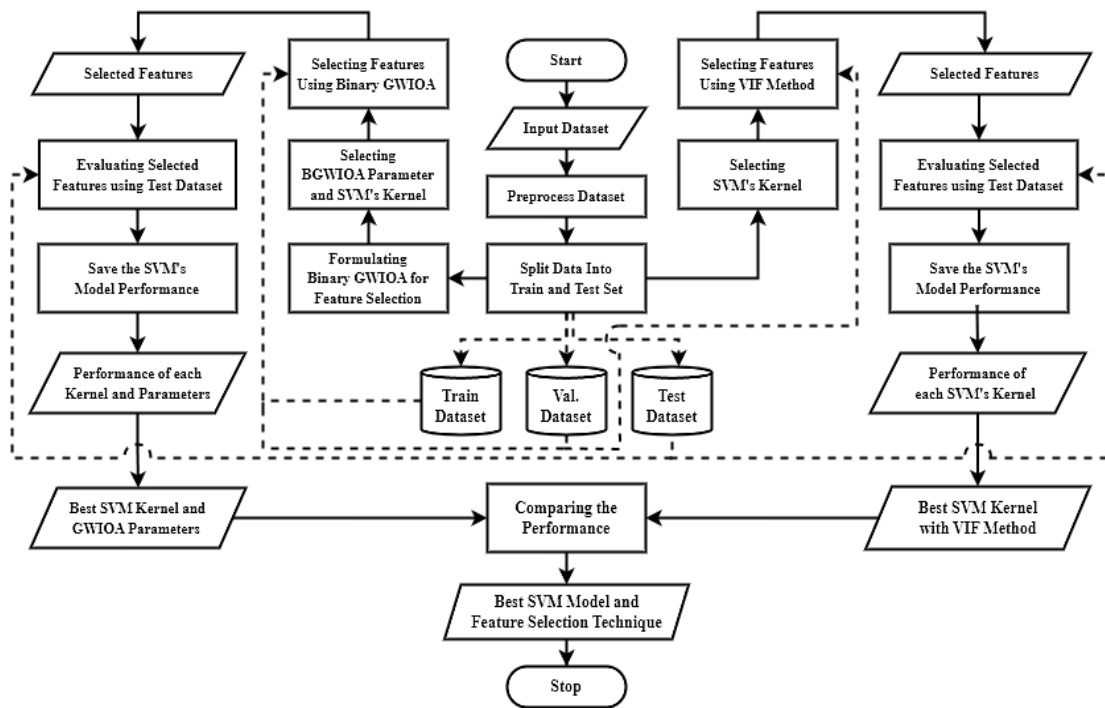 Start
Input Dataset
Preprocess Dataset
Split Data Into
Train and Test Set
Formulating
Binary GWIOA for
Feature Selection
Selecting
BGWIOA Parameter
and SVM's Kernel
Selecting Features
Using Binary GWIOA
Selected Features
Evaluating Selected
Features using Test Dataset
Save the SVM's
Model Performance
Performance of each
Kernel and Parameters
Best SVM Kernel and
GWIOA Parameters
Selecting
SVM's Kernel
Selecting Features
Using VIF Method
Selected Features
Evaluating Selected
Features using Test Dataset
Save the SVM's
Model Performance
Performance of
each SVM's Kernel
Best SVM Kernel
with VIF Method
Train
Dataset
Val.
Dataset
Test
Dataset
Comparing the
Performance
Best SVM Model and
Feature Selection Technique
Stop